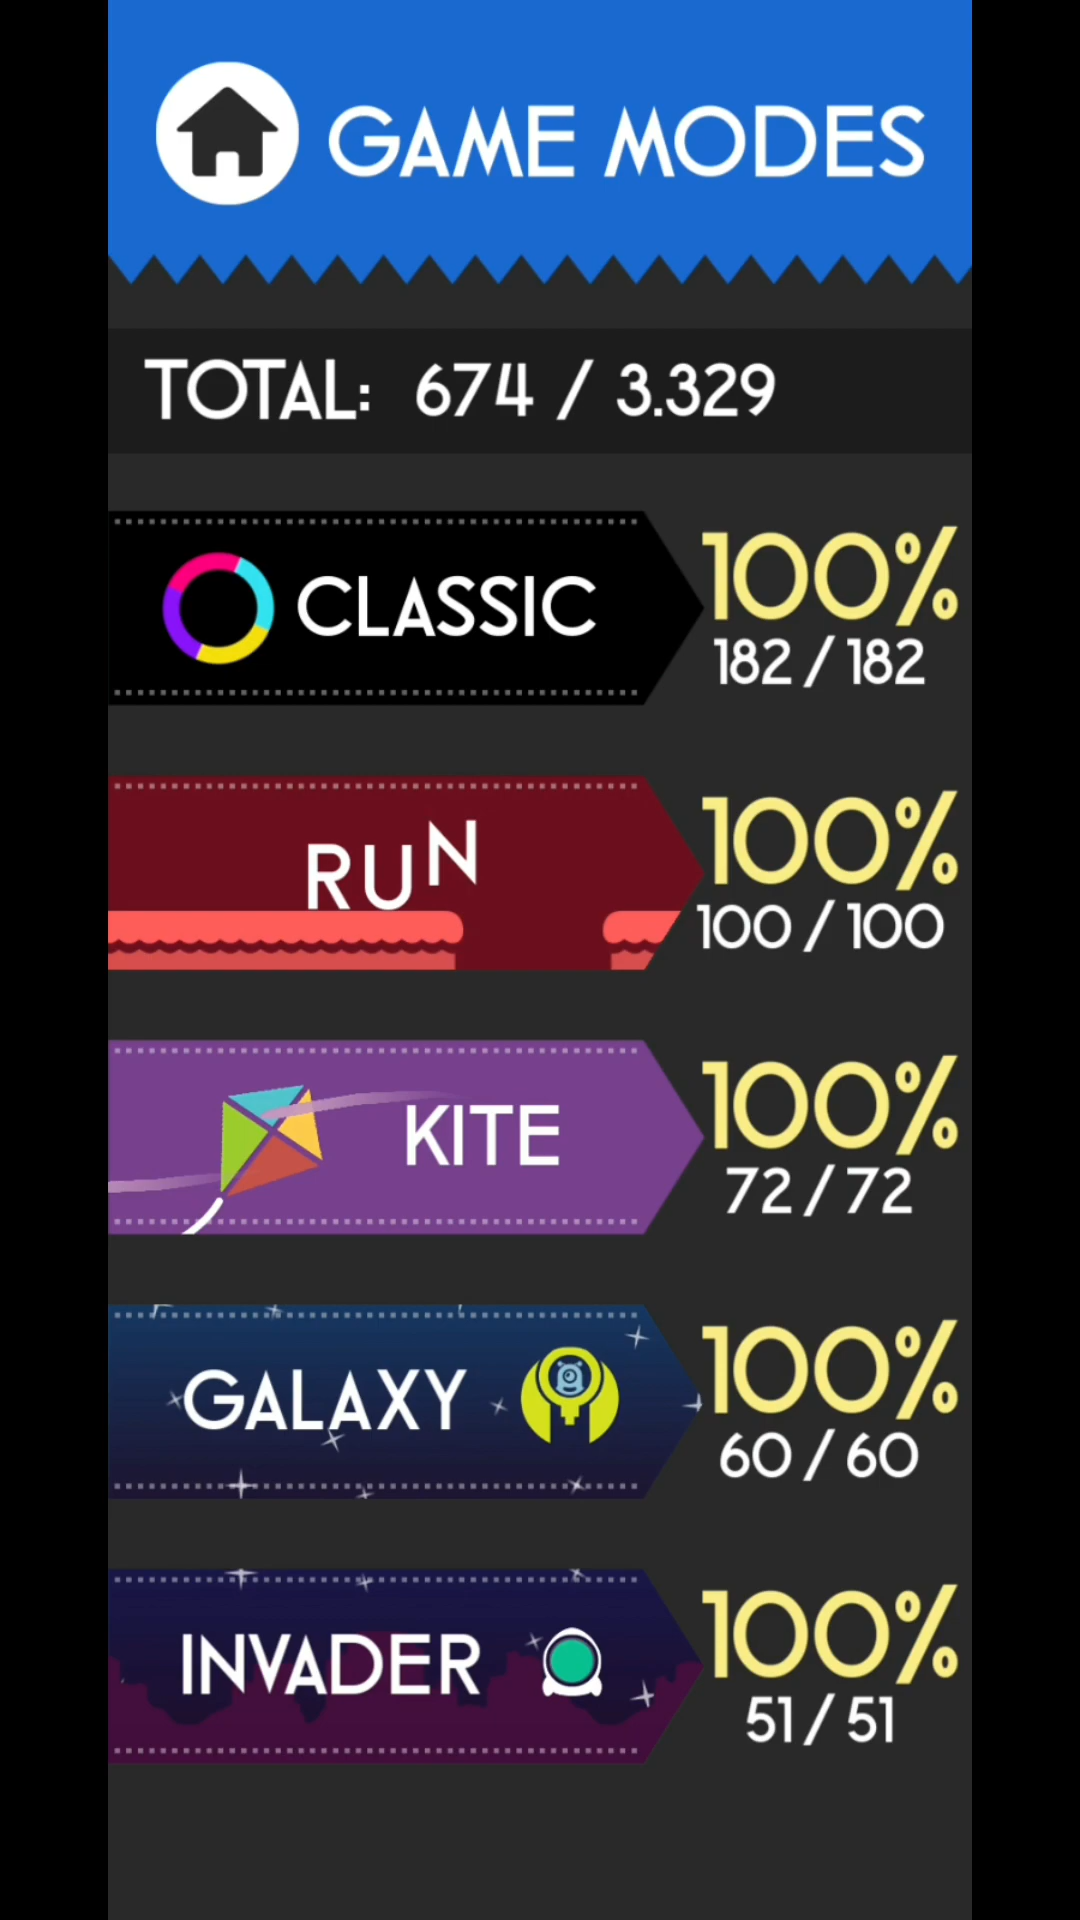 GAME MODES
TOTAL: 674 / 3.329
CLASSIC
100%
182 / 182
RUN
100%
100 / 100
KITE
100%
72 / 72
GALAXY
100%
60 / 60
INVADER
100%
51 / 51